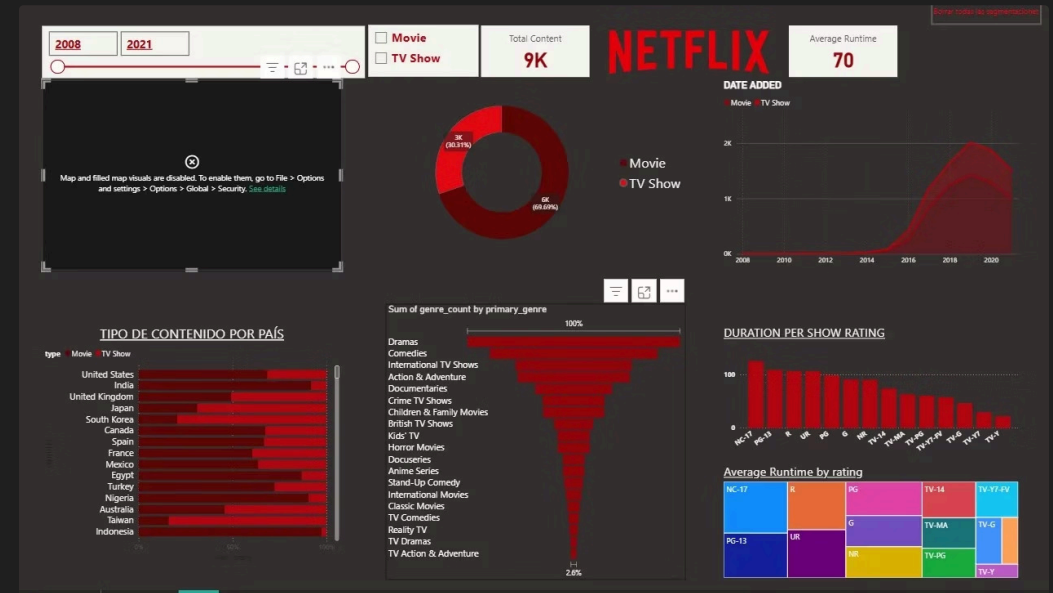 Borrar todas las segmentaciones
2008
2021
Movie
TV Show
Total Content
9K
NETFLIX
Average Runtime
70
Map and filled map visuals are disabled. To enable them, go to File > Options
and settings > Options > Global > Security. See details
3K
(30.31%)
6K
(69.69%)
Movie
TV Show
DATE ADDED
Movie TV Show
2K
1K
0K
2008 2010 2012 2014 2016 2018 2020
TIPO DE CONTENIDO POR PAÍS
type Movie TV Show
United States
India
United Kingdom
Japan
South Korea
Canada
Spain
France
Mexico
Egypt
Turkey
Nigeria
Australia
Taiwan
Indonesia
0% 50% 100%
Sum of genre_count by primary_genre
100%
Dramas
Comedies
International TV Shows
Action & Adventure
Documentaries
Crime TV Shows
Children & Family Movies
British TV Shows
Kids' TV
Horror Movies
Docuseries
Anime Series
Stand-Up Comedy
International Movies
Classic Movies
TV Comedies
Reality TV
TV Dramas
TV Action & Adventure
2.6%
DURATION PER SHOW RATING
100
0
NC-17 PG-13 R UR PG G NR TV-14 TV-MA TV-PG TV-Y7-FV TV-G TV-Y7 TV-Y
Average Runtime by rating
NC-17
PG-13
R
UR
PG
G
NR
TV-14
TV-MA
TV-PG
TV-Y7-FV
TV-G
TV-Y